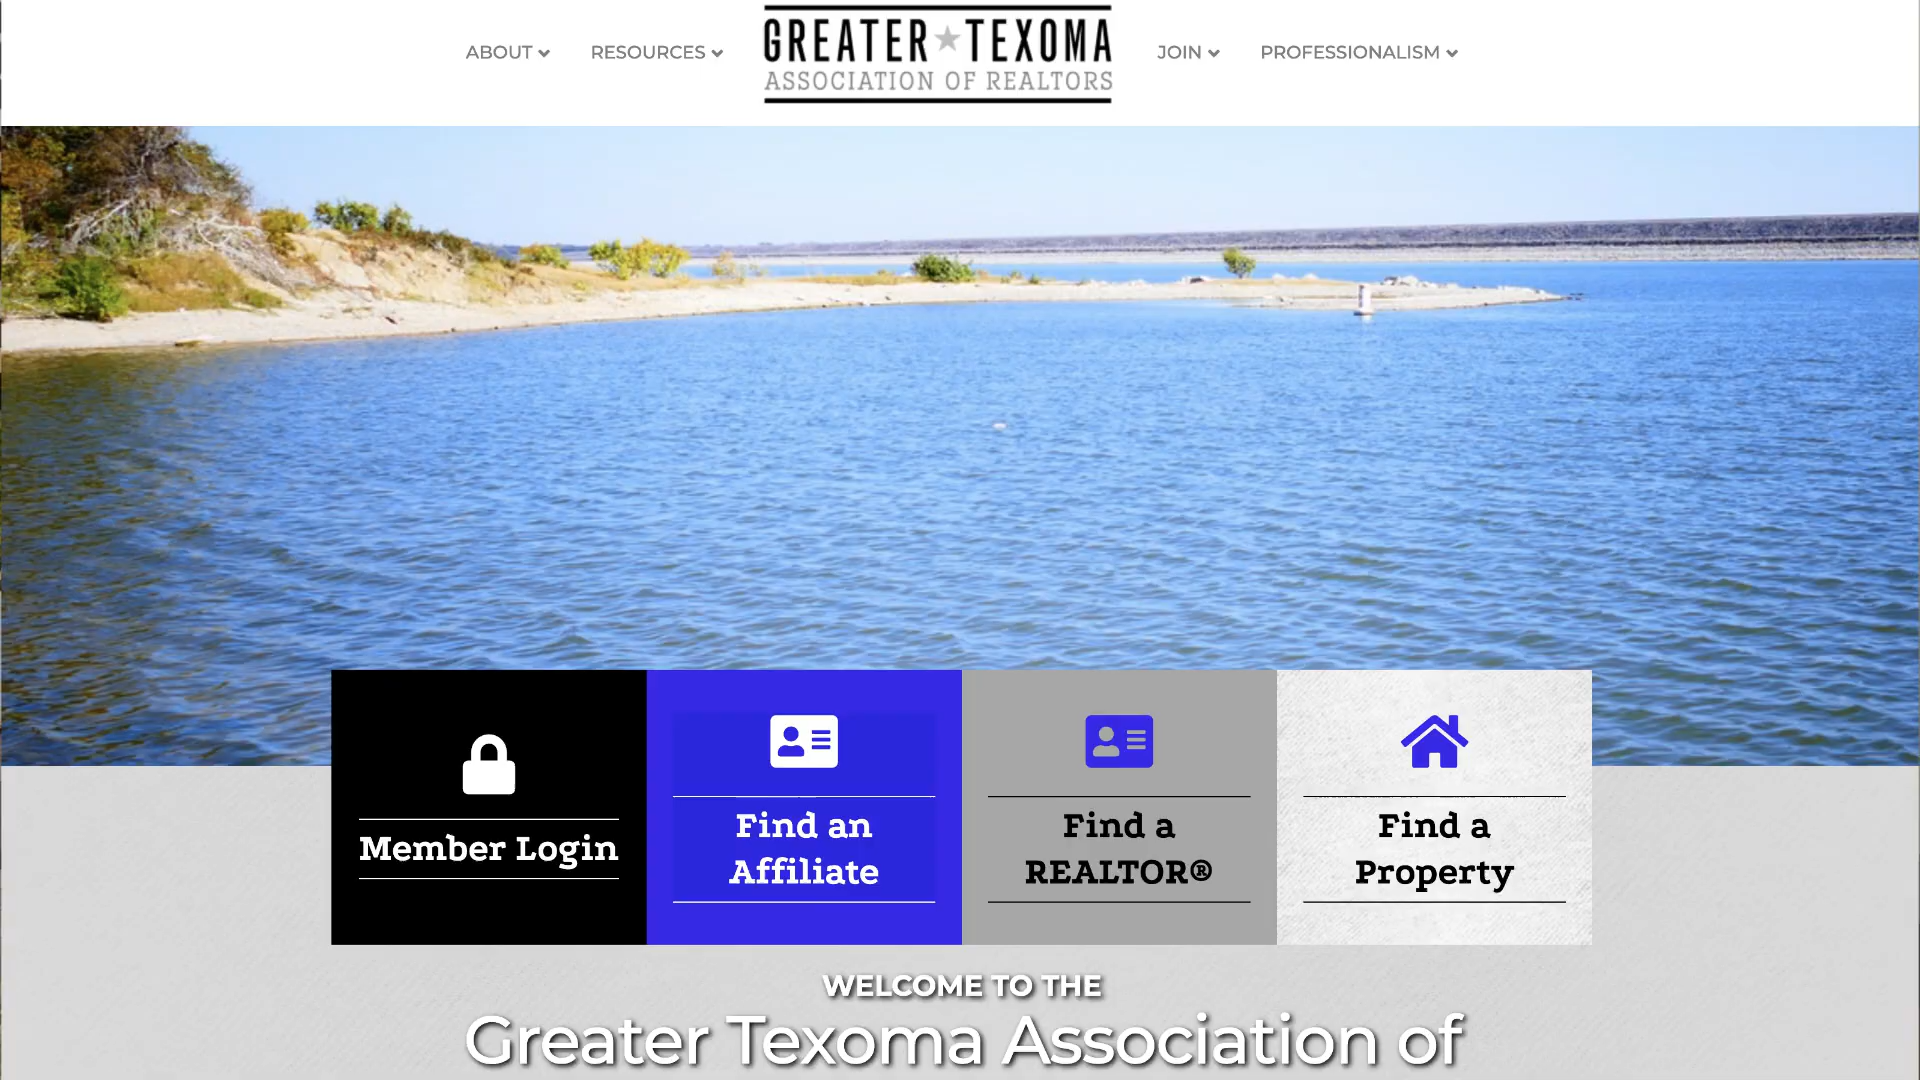 ABOUT
RESOURCES
GREATER TEXOMA
ASSOCIATION OF REALTORS
JOIN
PROFESSIONALISM
Member Login
Find an
Affiliate
Find a
REALTOR®
Find a
Property
WELCOME TO THE
Greater Texoma Association of